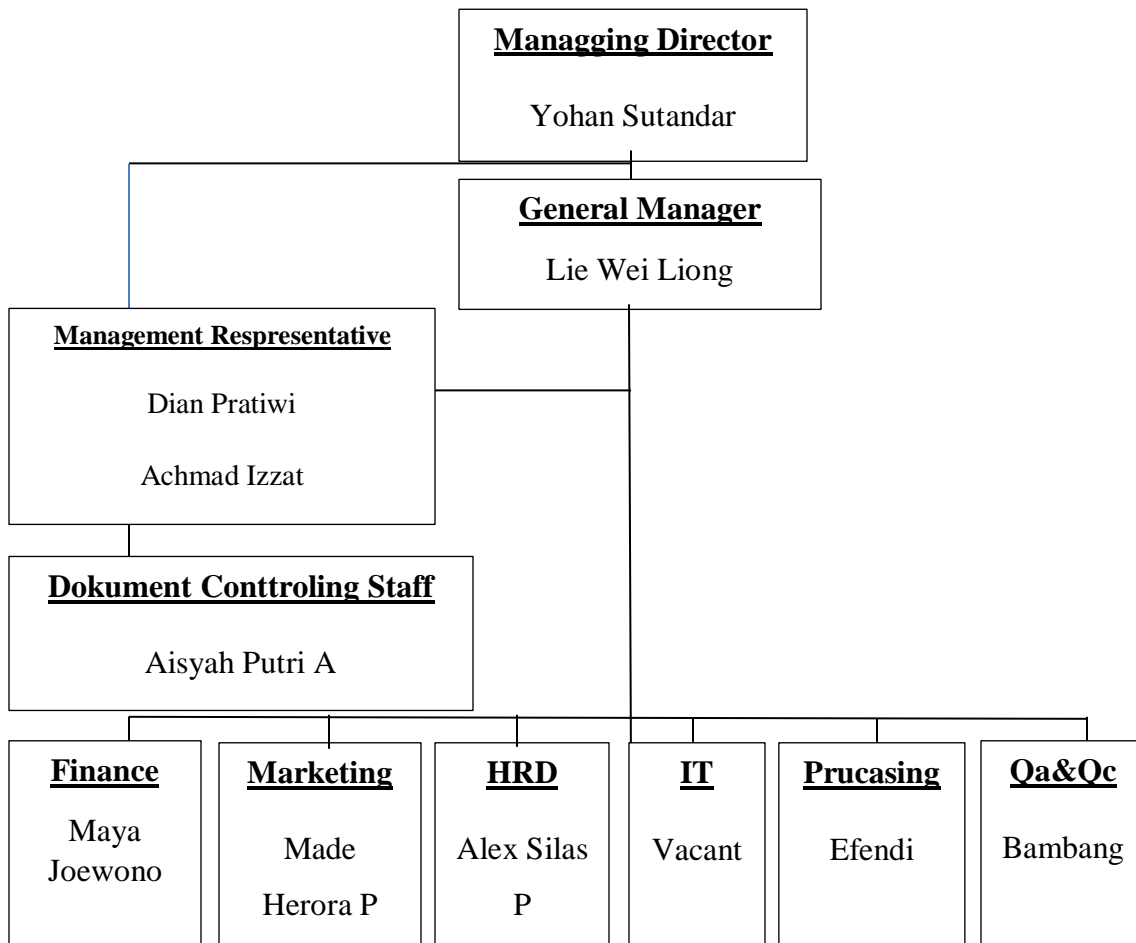 Managging Director
Yohan Sutandar
General Manager
Lie Wei Liong
Management Respresentative
Dian Pratiwi
Achmad Izzat
Dokument Conttroling Staff
Aisyah Putri A
Finance
Maya
Joewono
Marketing
Made
Herora P
HRD
Alex Silas
P
IT
Vacant
Prucasing
Efendi
Qa&Qc
Bambang